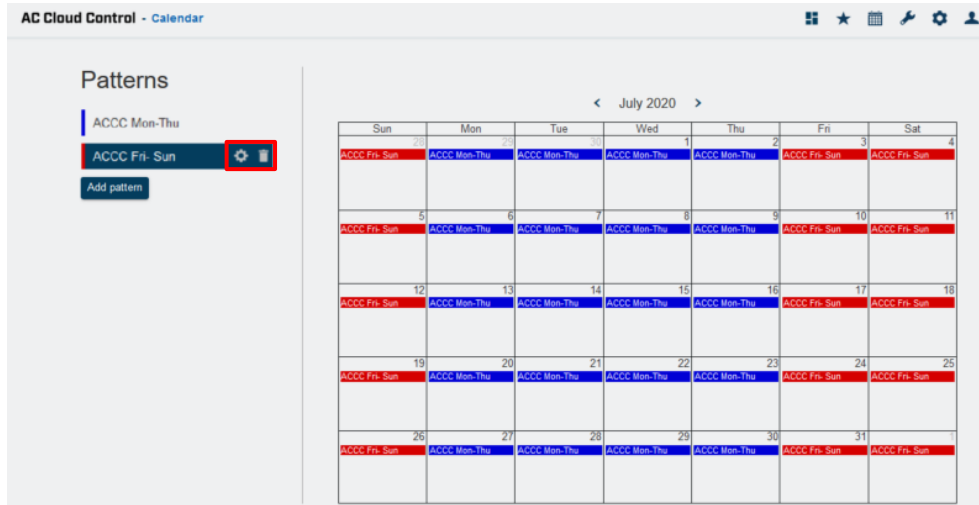 AC Cloud Control - Calendar
Patterns
ACCC Mon-Thu
ACCC Fri- Sun
Add pattern
July 2020
Sun Mon Tue Wed Thu Fri Sat
28 29 30 1 2 3 4
ACCC Fri- Sun ACCC Mon-Thu ACCC Mon-Thu ACCC Mon-Thu ACCC Mon-Thu ACCC Fri- Sun ACCC Fri- Sun
5 6 7 8 9 10 11
ACCC Fri- Sun ACCC Mon-Thu ACCC Mon-Thu ACCC Mon-Thu ACCC Mon-Thu ACCC Fri- Sun ACCC Fri- Sun
12 13 14 15 16 17 18
ACCC Fri- Sun ACCC Mon-Thu ACCC Mon-Thu ACCC Mon-Thu ACCC Mon-Thu ACCC Fri- Sun ACCC Fri- Sun
19 20 21 22 23 24 25
ACCC Fri- Sun ACCC Mon-Thu ACCC Mon-Thu ACCC Mon-Thu ACCC Mon-Thu ACCC Fri- Sun ACCC Fri- Sun
26 27 28 29 30 31 1
ACCC Fri- Sun ACCC Mon-Thu ACCC Mon-Thu ACCC Mon-Thu ACCC Mon-Thu ACCC Fri- Sun ACCC Fri- Sun